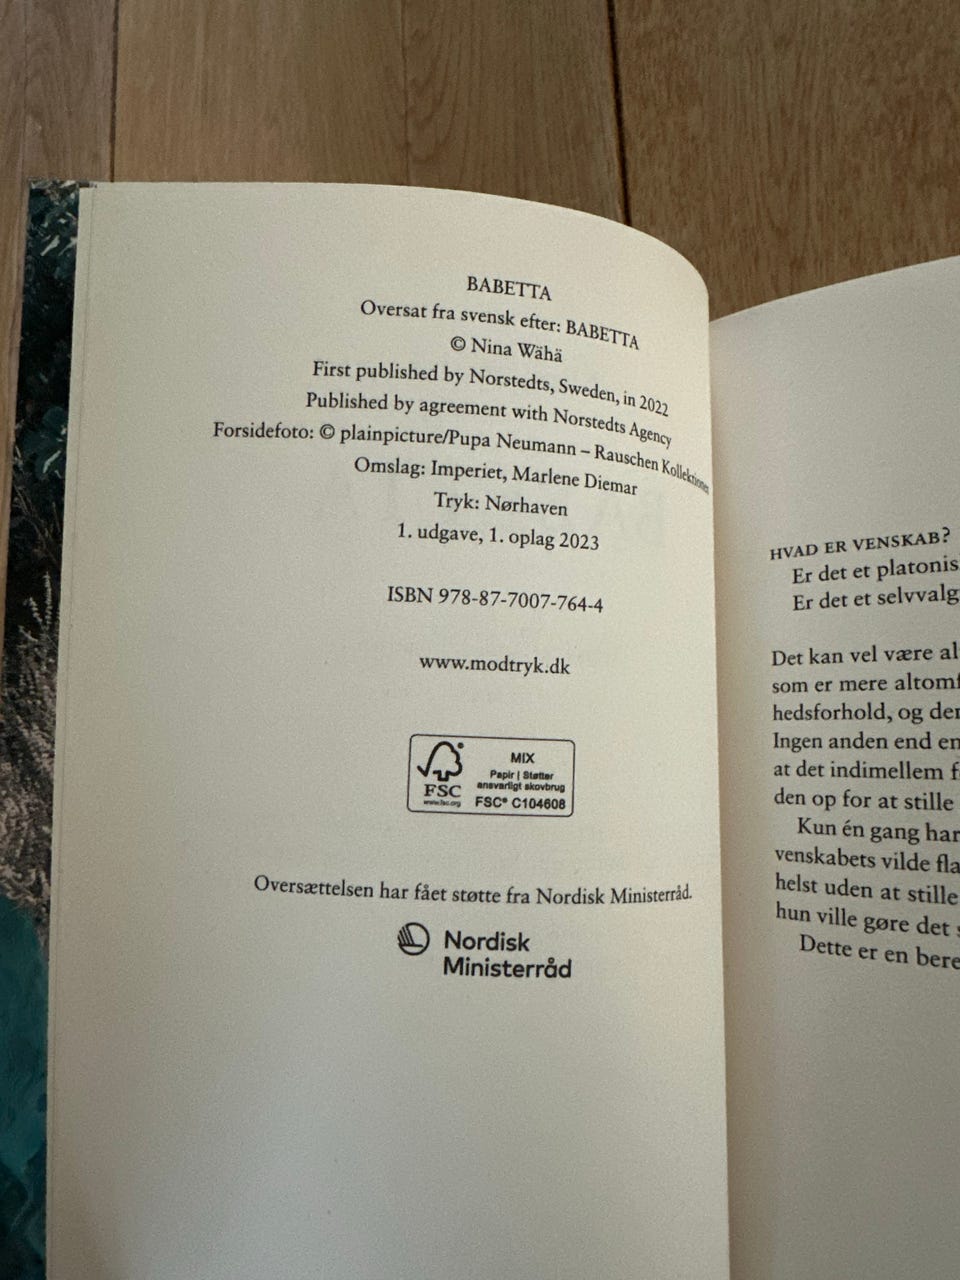 BABETTA
Oversat fra svensk efter: BABETTA
© Nina Wähä
First published by Norstedts, Sweden, in 2022
Published by agreement with Norstedts Agency
Forsidefoto: © plainpicture/Pupa Neumann – Rauschen Kollektionen
Omslag: Imperiet, Marlene Diemar
Tryk: Nørhaven
1. udgave, 1. oplag 2023
ISBN 978-87-7007-764-4
www.modtryk.dk
FSC
www.fsc.org
MIX
Papir | Støtter
ansvarligt skovbrug
FSC® C104608
Oversættelsen har fået støtte fra Nordisk Ministerråd.
Nordisk
Ministerråd
HVAD ER VENSKAB?
Er det et platonis
Er det et selvvalg
Det kan vel være al
som er mere altomf
hedsforhold, og der
Ingen anden end en
at det indimellem f
den op for at stille
Kun én gang har
venskabets vilde fla
helst uden at stille
hun ville gøre det s
Dette er en bere